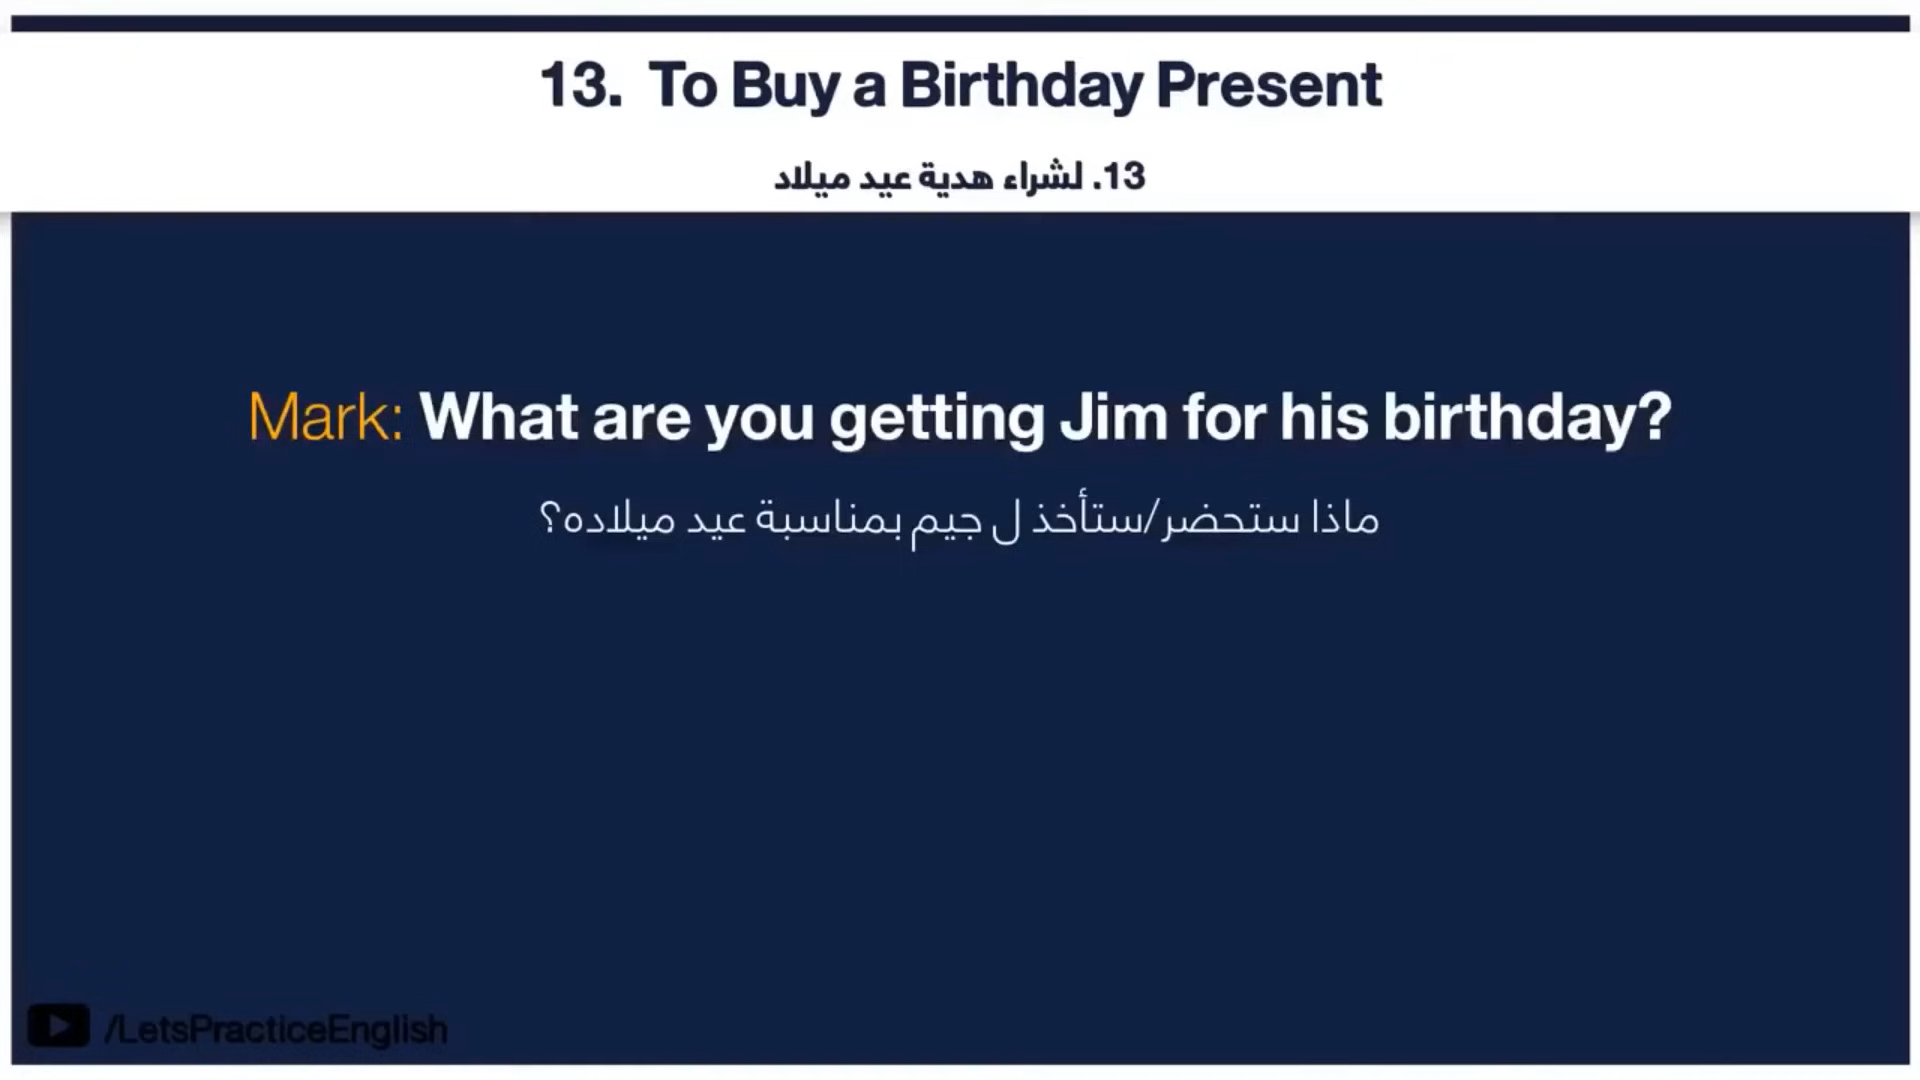 13. To Buy a Birthday Present
13. لشراء هدية عيد ميلاد
Mark: What are you getting Jim for his birthday?
ماذا ستحضر/ستأخذ ل جيم بمناسبة عيد ميلاده؟
/LetsPracticeEnglish